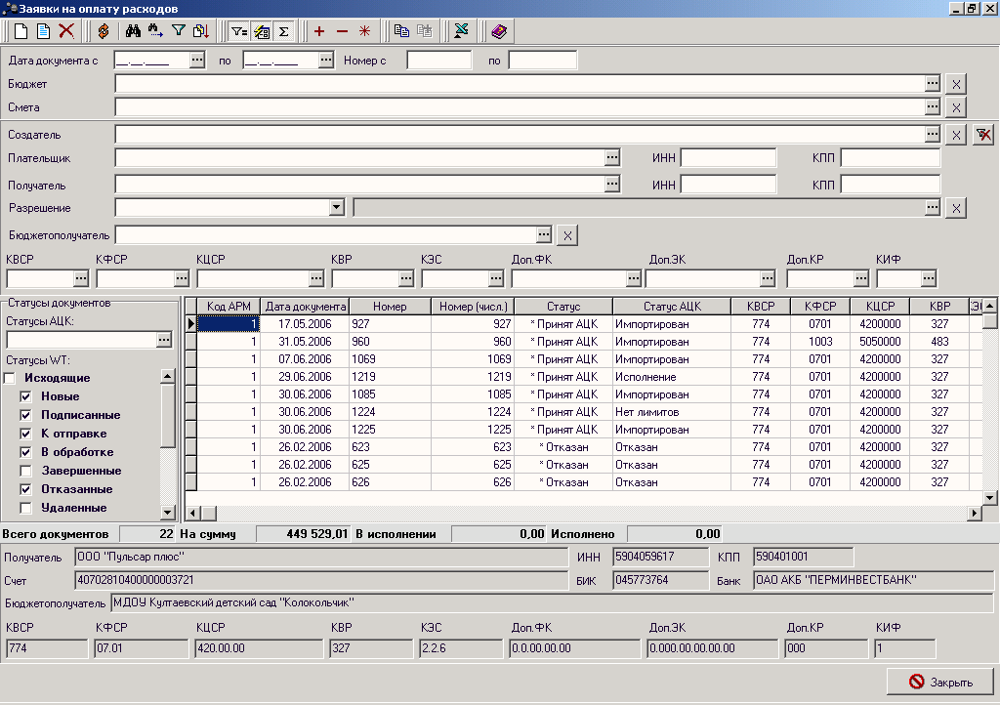 Заявки на оплату расходов
Дата документа с __.__.____ по __.__.____ Номер с по
Бюджет
Смета
Создатель
Плательщик ИНН КПП
Получатель ИНН КПП
Разрешение
Бюджетополучатель
КВСР КФСР КЦСР КВР КЭС Доп.ФК Доп.ЭК Доп.КР КИФ
Статусы документов
Статусы АЦК:
Статусы WT:
Исходящие
Новые
Подписанные
К отправке
В обработке
Завершенные
Отказанные
Удаленные
Код АРМ Дата документа Номер Номер (числ.) Статус Статус АЦК КВСР КФСР КЦСР КВР
1 17.05.2006 927 927 * Принят АЦК Импортирован 774 0701 4200000 327
1 31.05.2006 960 960 * Принят АЦК Импортирован 774 1003 5050000 483
1 07.06.2006 1069 1069 * Принят АЦК Импортирован 774 0701 4200000 327
1 29.06.2006 1219 1219 * Принят АЦК Исполнение 774 0701 4200000 327
1 30.06.2006 1085 1085 * Принят АЦК Импортирован 774 0701 4200000 327
1 30.06.2006 1224 1224 * Принят АЦК Нет лимитов 774 0701 4200000 327
1 30.06.2006 1225 1225 * Принят АЦК Импортирован 774 0701 4200000 327
1 26.02.2006 623 623 * Отказан Отказан 774 0701 4200000 327
1 26.02.2006 625 625 * Отказан Отказан 774 0701 4200000 327
1 26.02.2006 626 626 * Отказан Отказан 774 0701 4200000 327
Всего документов 22 На сумму 449 529,01 В исполнении 0,00 Исполнено 0,00
Получатель ООО "Пульсар плюс" ИНН 5904059617 КПП 590401001
Счет 40702810400000003721 БИК 045773764 Банк ОАО АКБ "ПЕРМИНВЕСТБАНК"
Бюджетополучатель МДОУ Култаевский детский сад "Колокольчик"
КВСР КФСР КЦСР КВР КЭС Доп.ФК Доп.ЭК Доп.КР КИФ
774 07.01 420.00.00 327 2.2.6 0.0.00.00.00 0.000.00.00.00.00 000 1
Закрыть